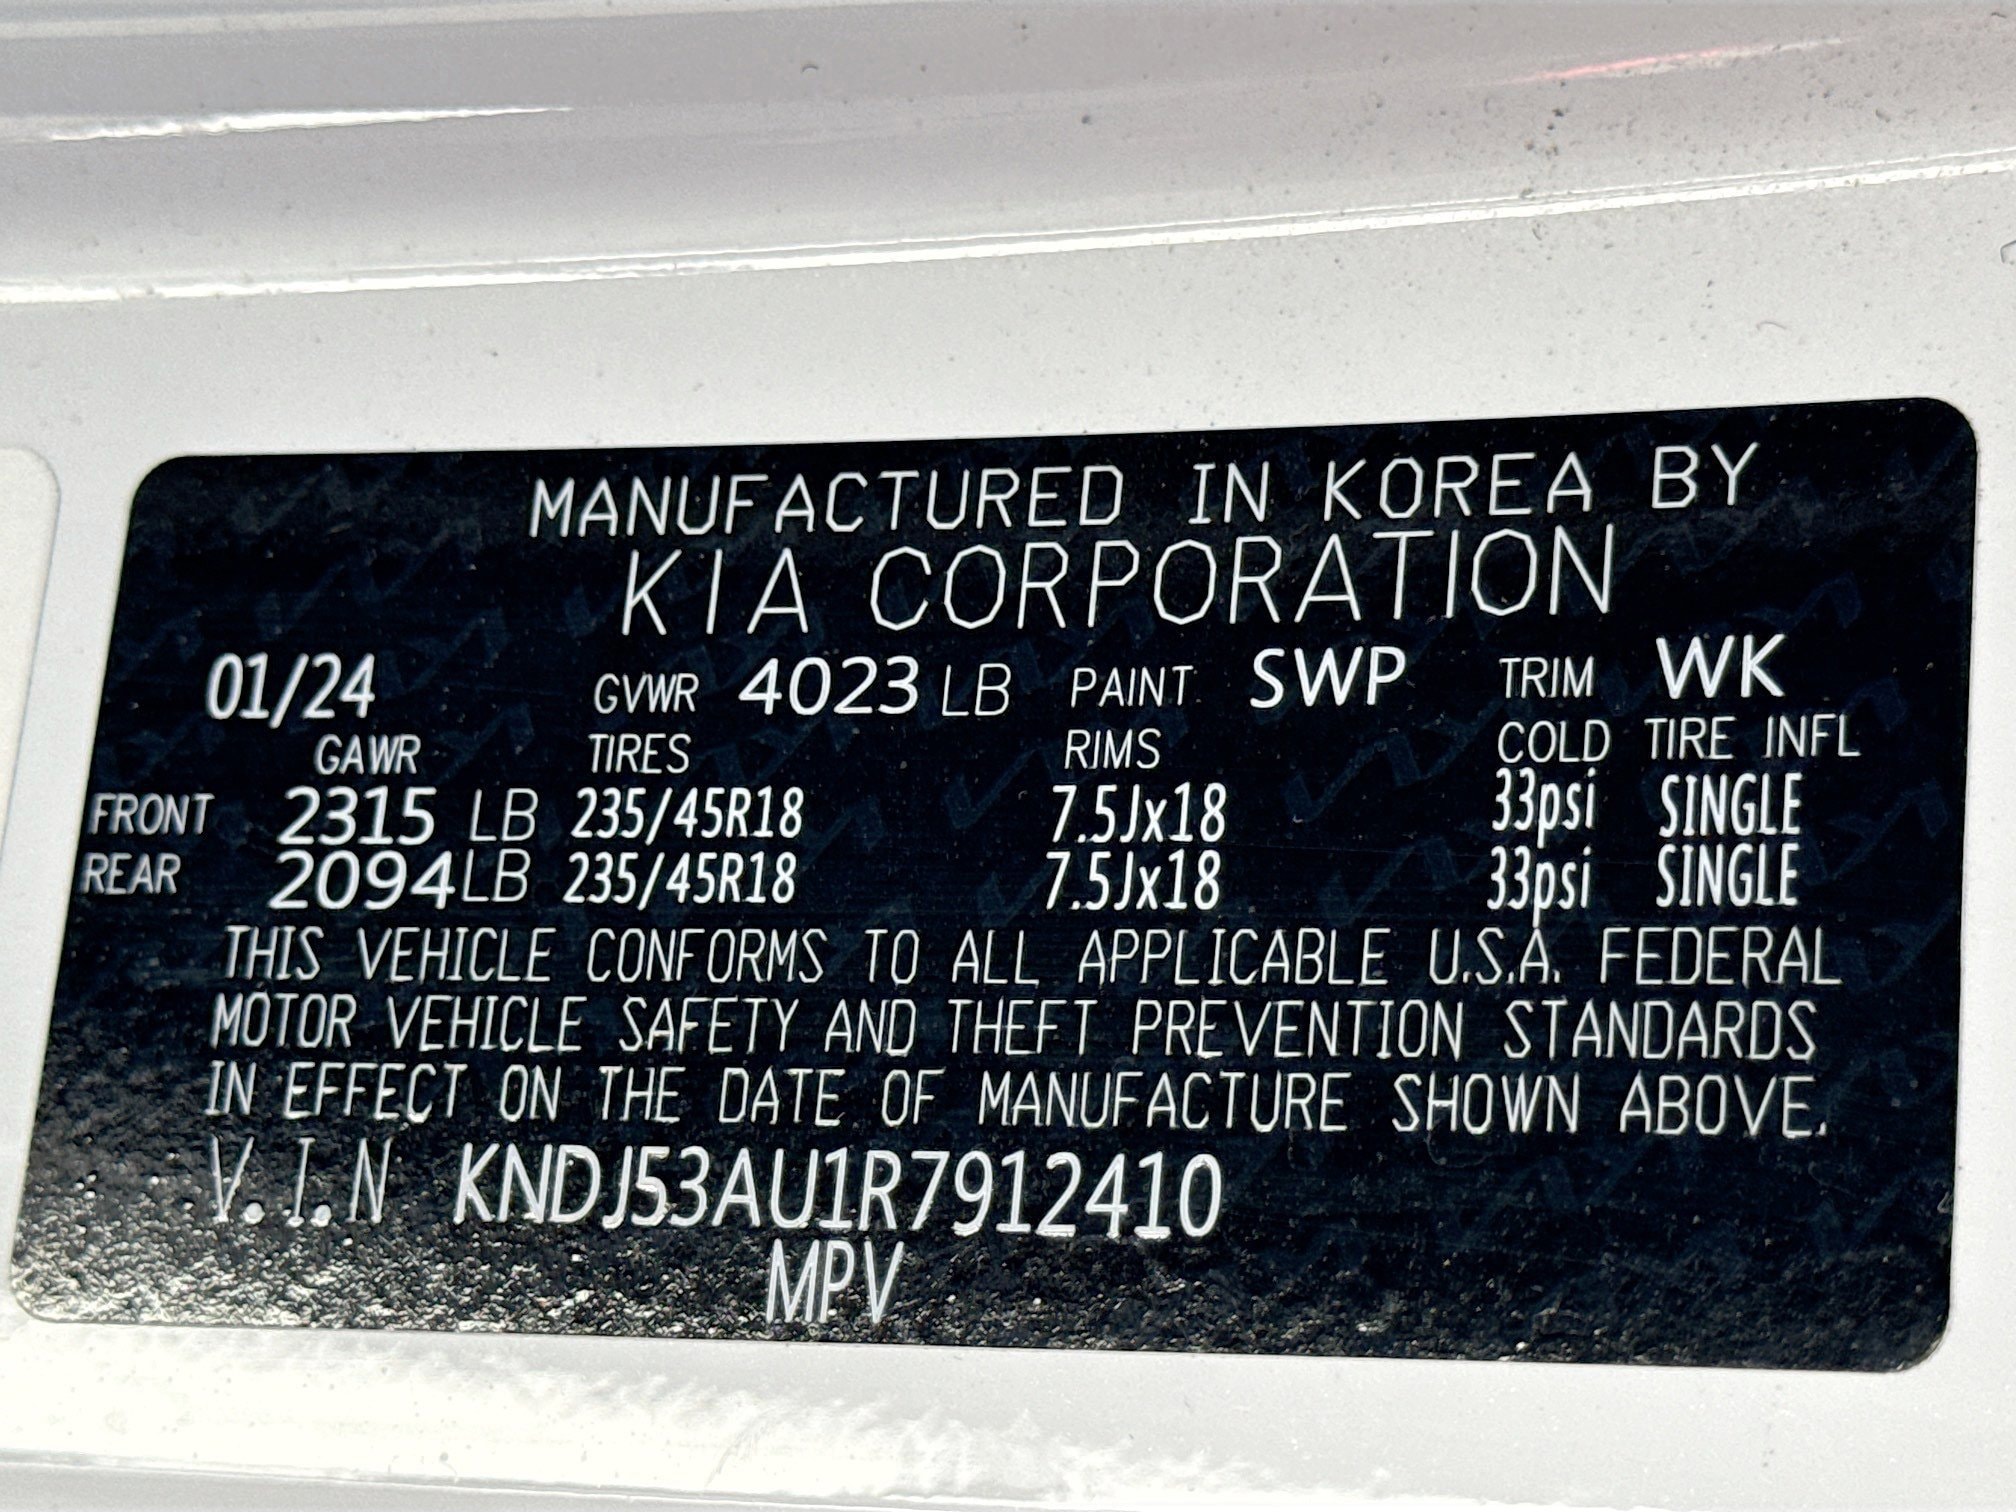 MANUFACTURED IN KOREA BY
KIA CORPORATION
01/24 GVWR 4023 LB PAINT SWP TRIM WK
GAWR TIRES RIMS COLD TIRE INFL
FRONT 2315 LB 235/45R18 7.5Jx18 33psi SINGLE
REAR 2094 LB 235/45R18 7.5Jx18 33psi SINGLE
THIS VEHICLE CONFORMS TO ALL APPLICABLE U.S.A. FEDERAL
MOTOR VEHICLE SAFETY AND THEFT PREVENTION STANDARDS
IN EFFECT ON THE DATE OF MANUFACTURE SHOWN ABOVE.
V.I.N KNDJ53AU1R7912410
MPV